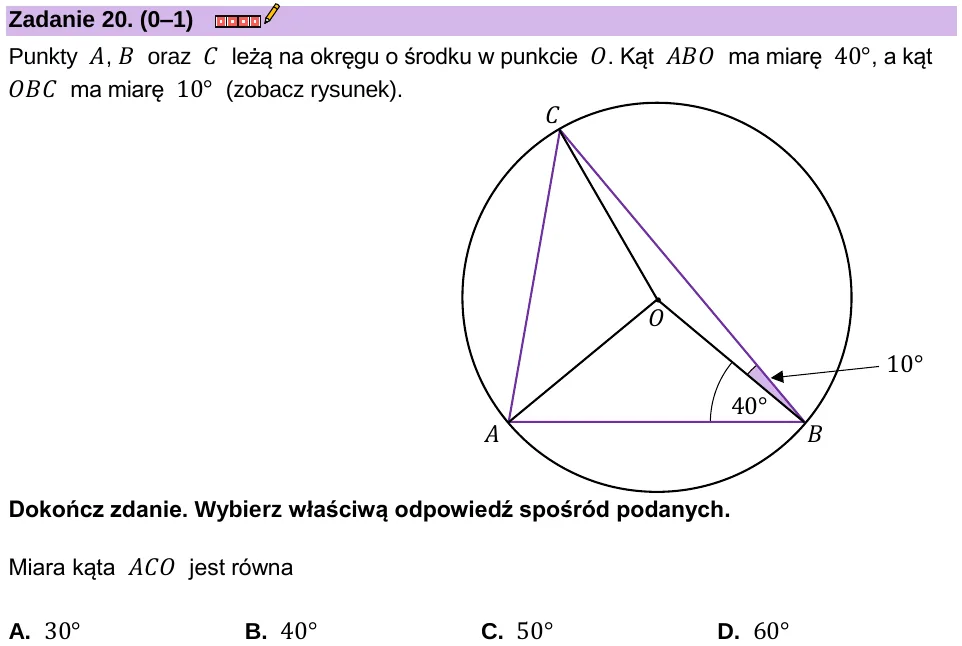 Zadanie 20. (0–1)
Punkty A, B oraz C leżą na okręgu o środku w punkcie O. Kąt ABO ma miarę 40°, a kąt
OBC ma miarę 10° (zobacz rysunek).
C
O
10°
40°
A
B
Dokończ zdanie. Wybierz właściwą odpowiedź spośród podanych.
Miara kąta ACO jest równa
A. 30° B. 40° C. 50° D. 60°